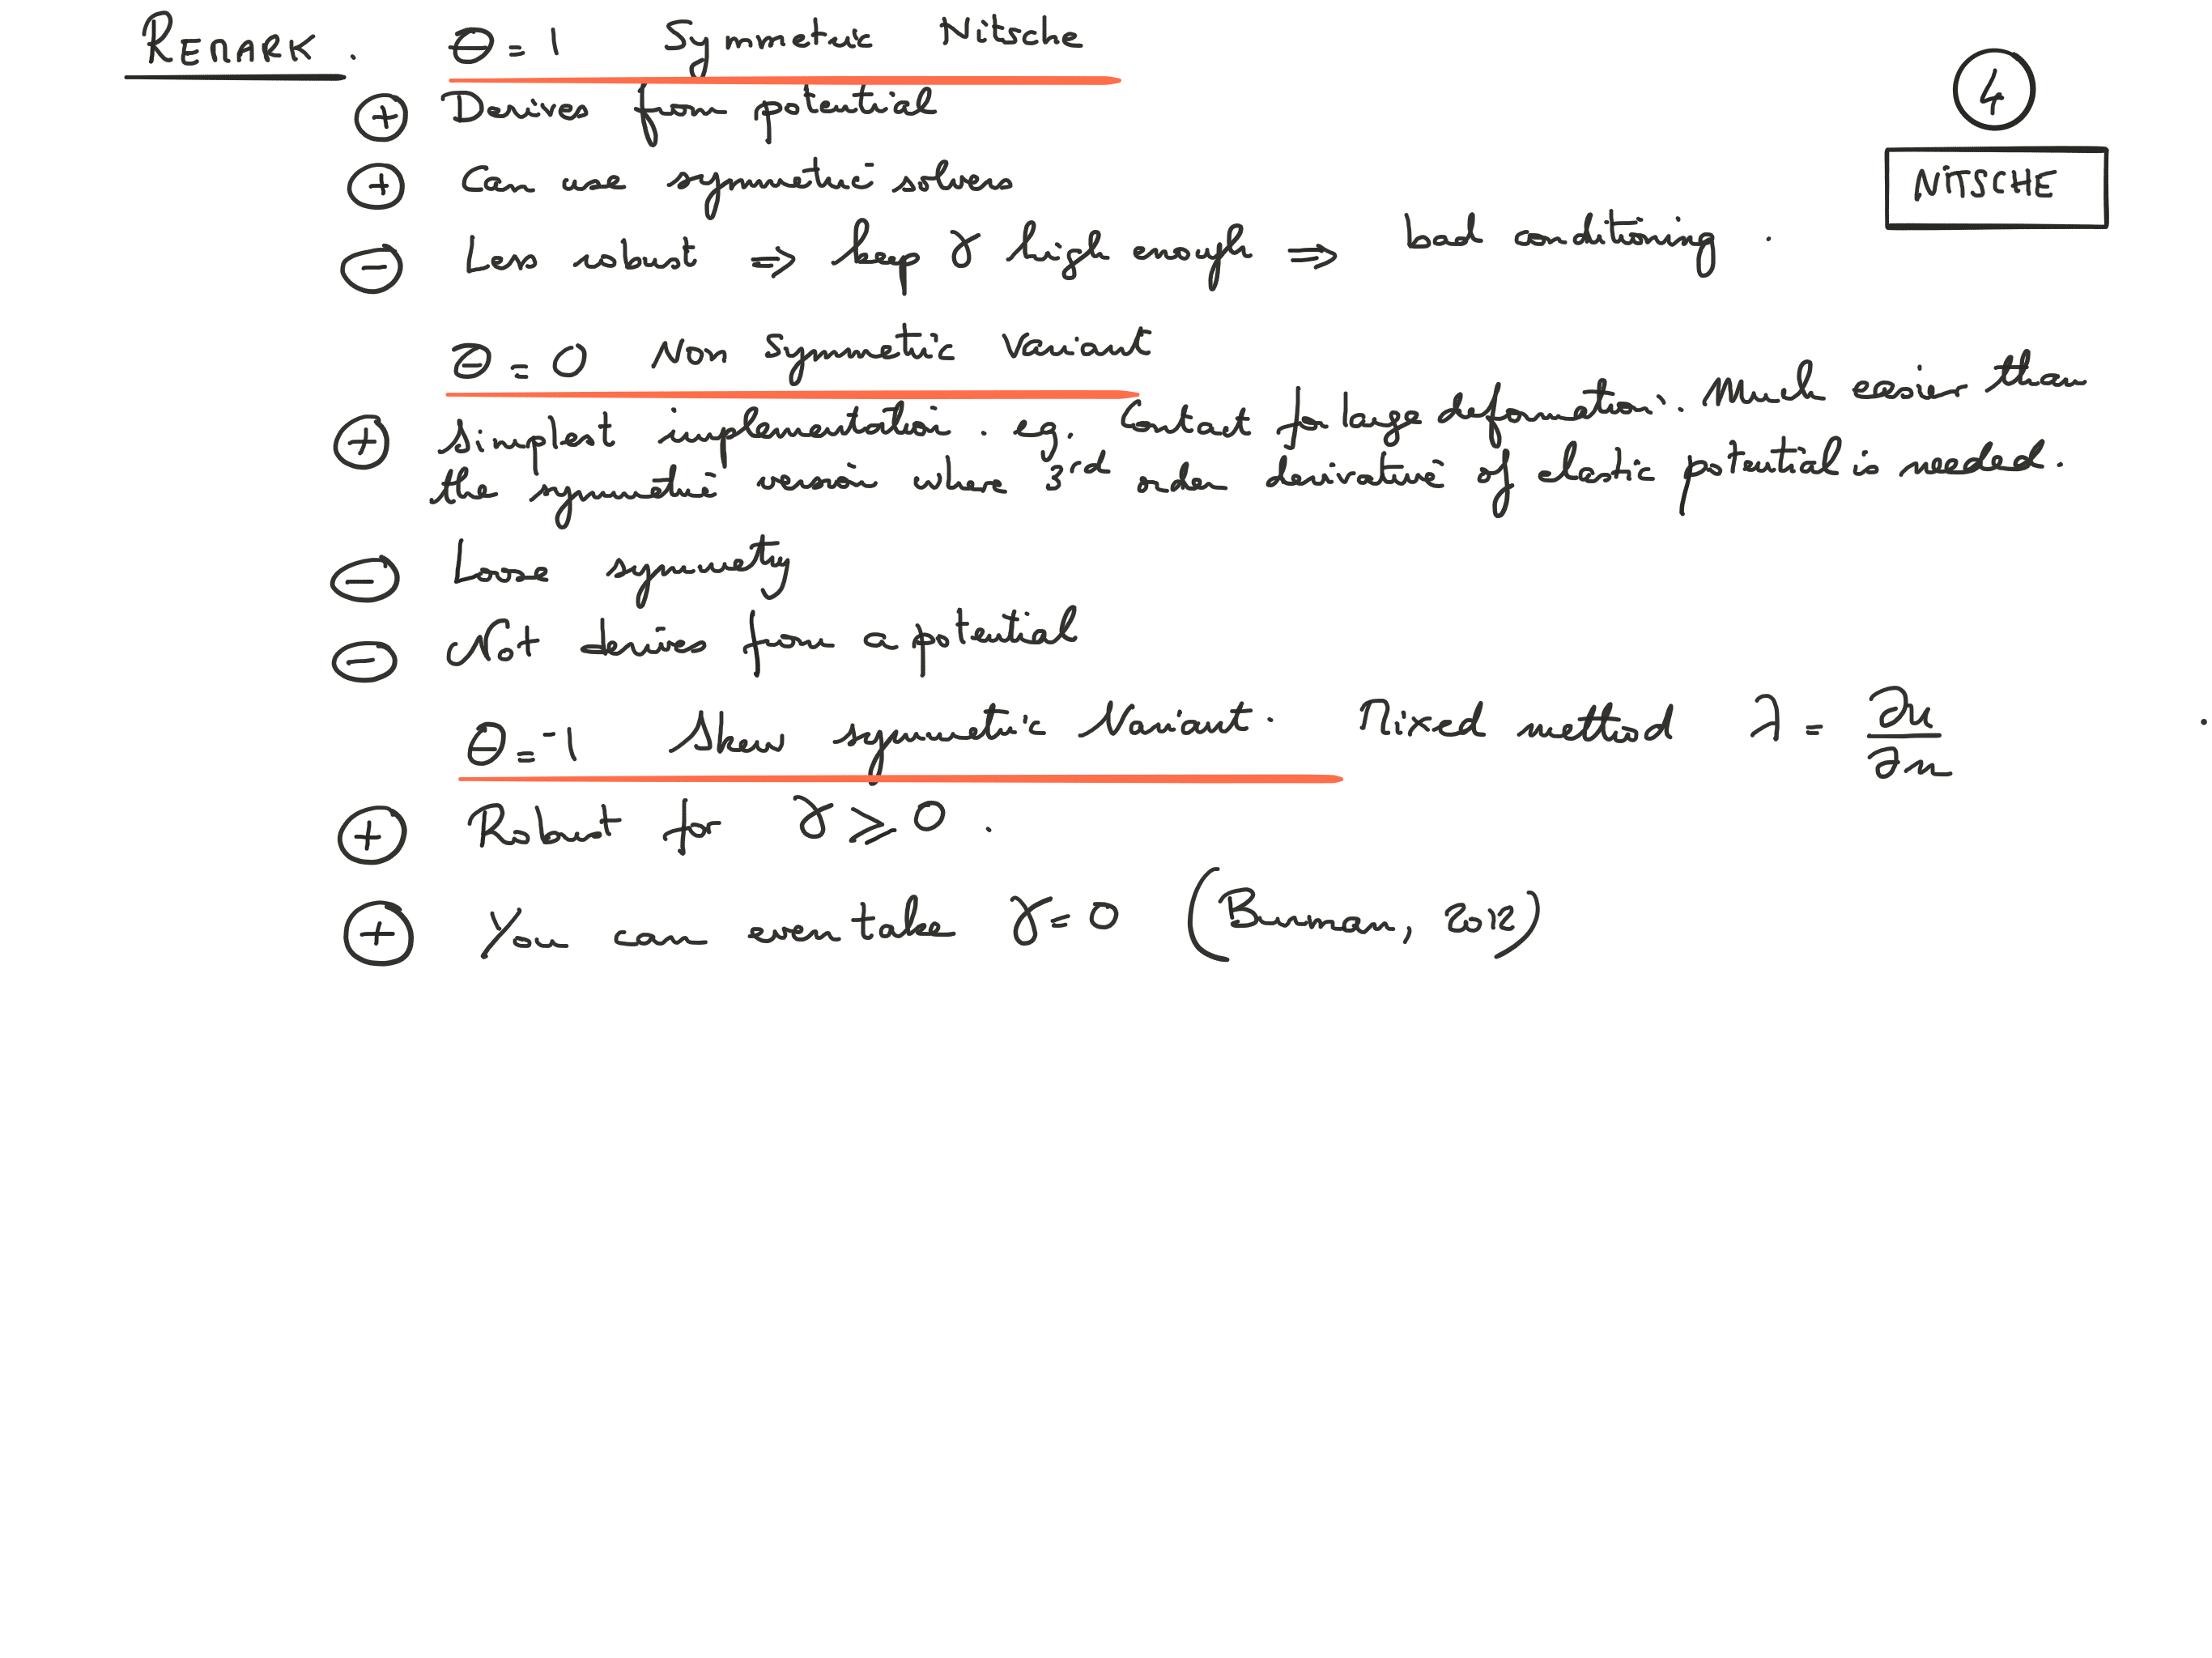 REMARK. θ=1 Symmetric Nitsche
④
NITSCHE
⊕ Derives from potential
⊕ Can use symmetric solvers
⊖ Less robust ⇒ keep γ high enough ⇒ bad conditioning.
θ=0 Non symmetric variant
⊕ simplest implementation. e.g. Contact for large deformations. Much easier than
the symmetric version where 3rd order derivative of elastic potential is needed.
⊖ Loose symmetry
⊖ Not derives from a potential
θ=-1 Skew symmetric Variant. Mixed method λ = ∂u/∂n.
⊕ Robust for γ ⩾ 0.
⊕ You can even take γ=0 (Burman, 2012)